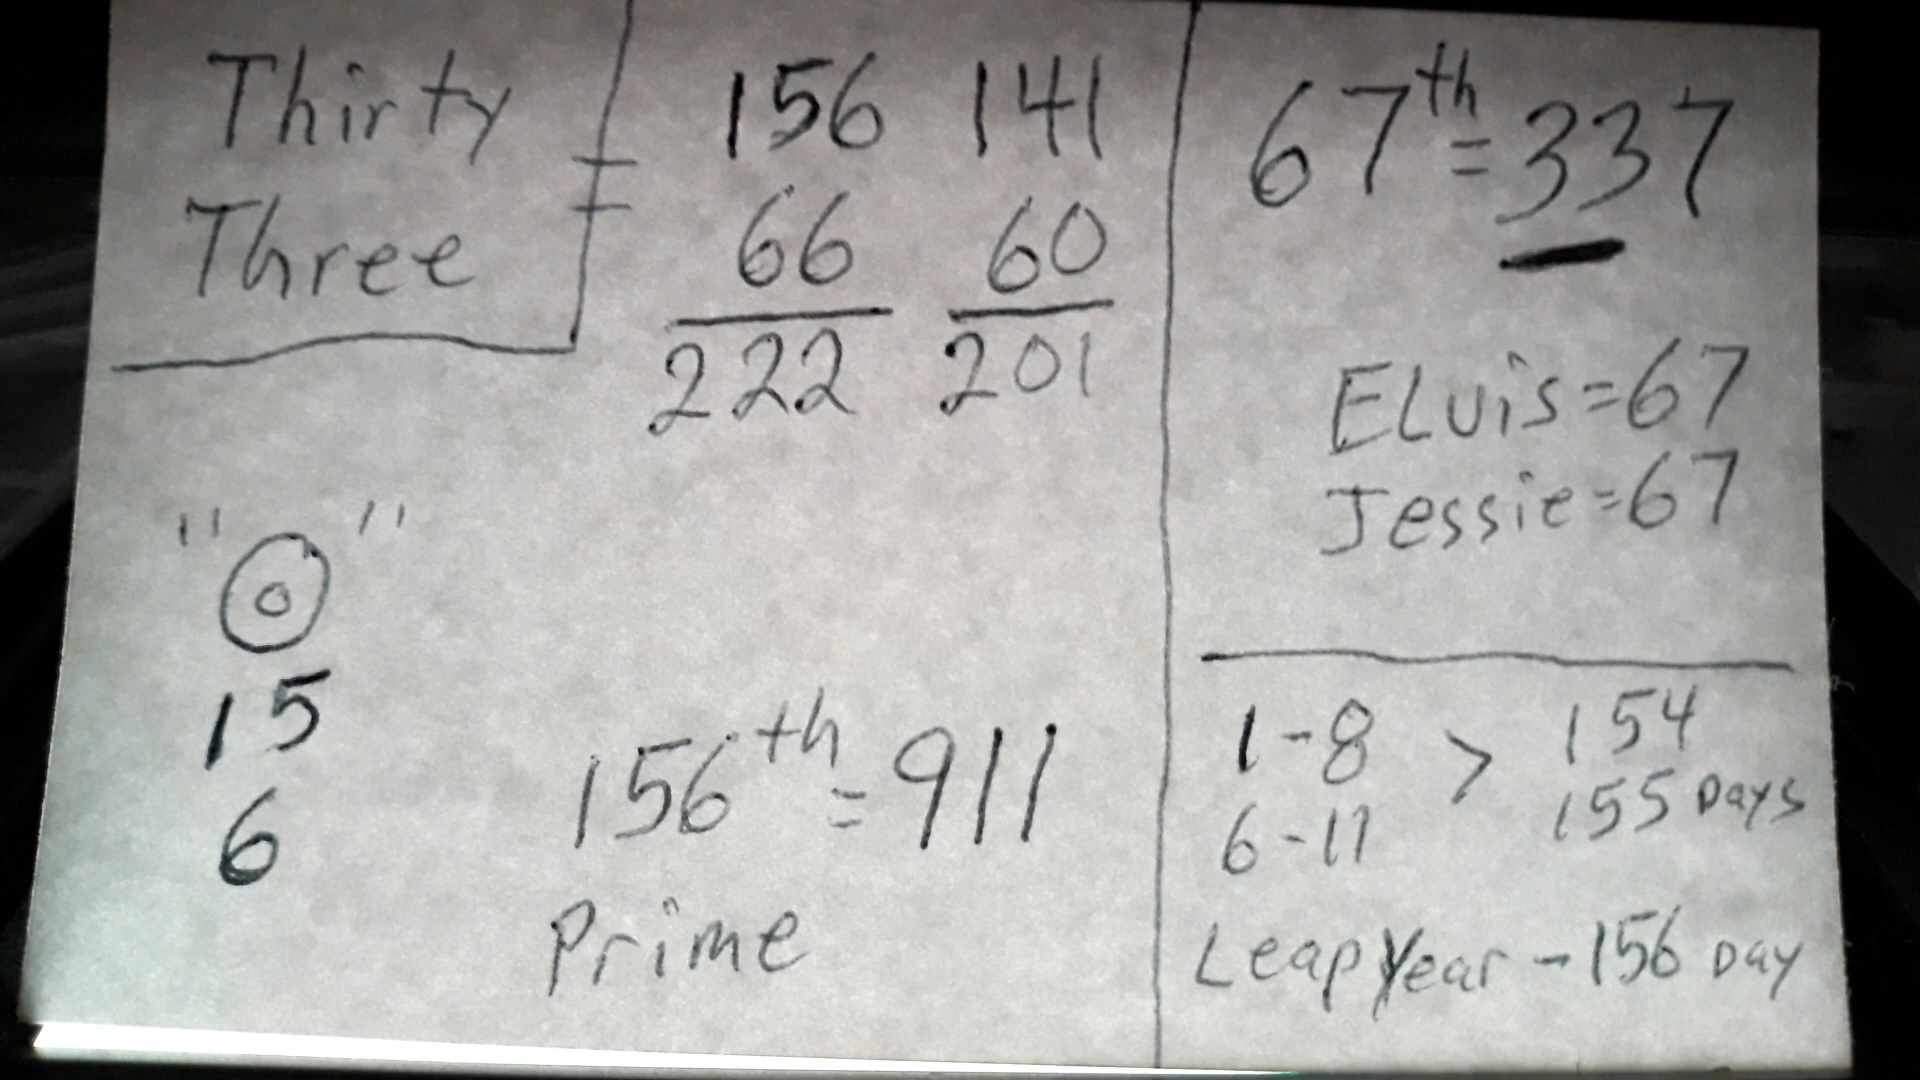 Thirty
Three
=
156 141
66 60
222 201
"O"
15
6
156th = 911
Prime
67th = 337
ELvis = 67
Jessie = 67
1-8 > 154
6-11 155 Days
Leap Year - 156 Day